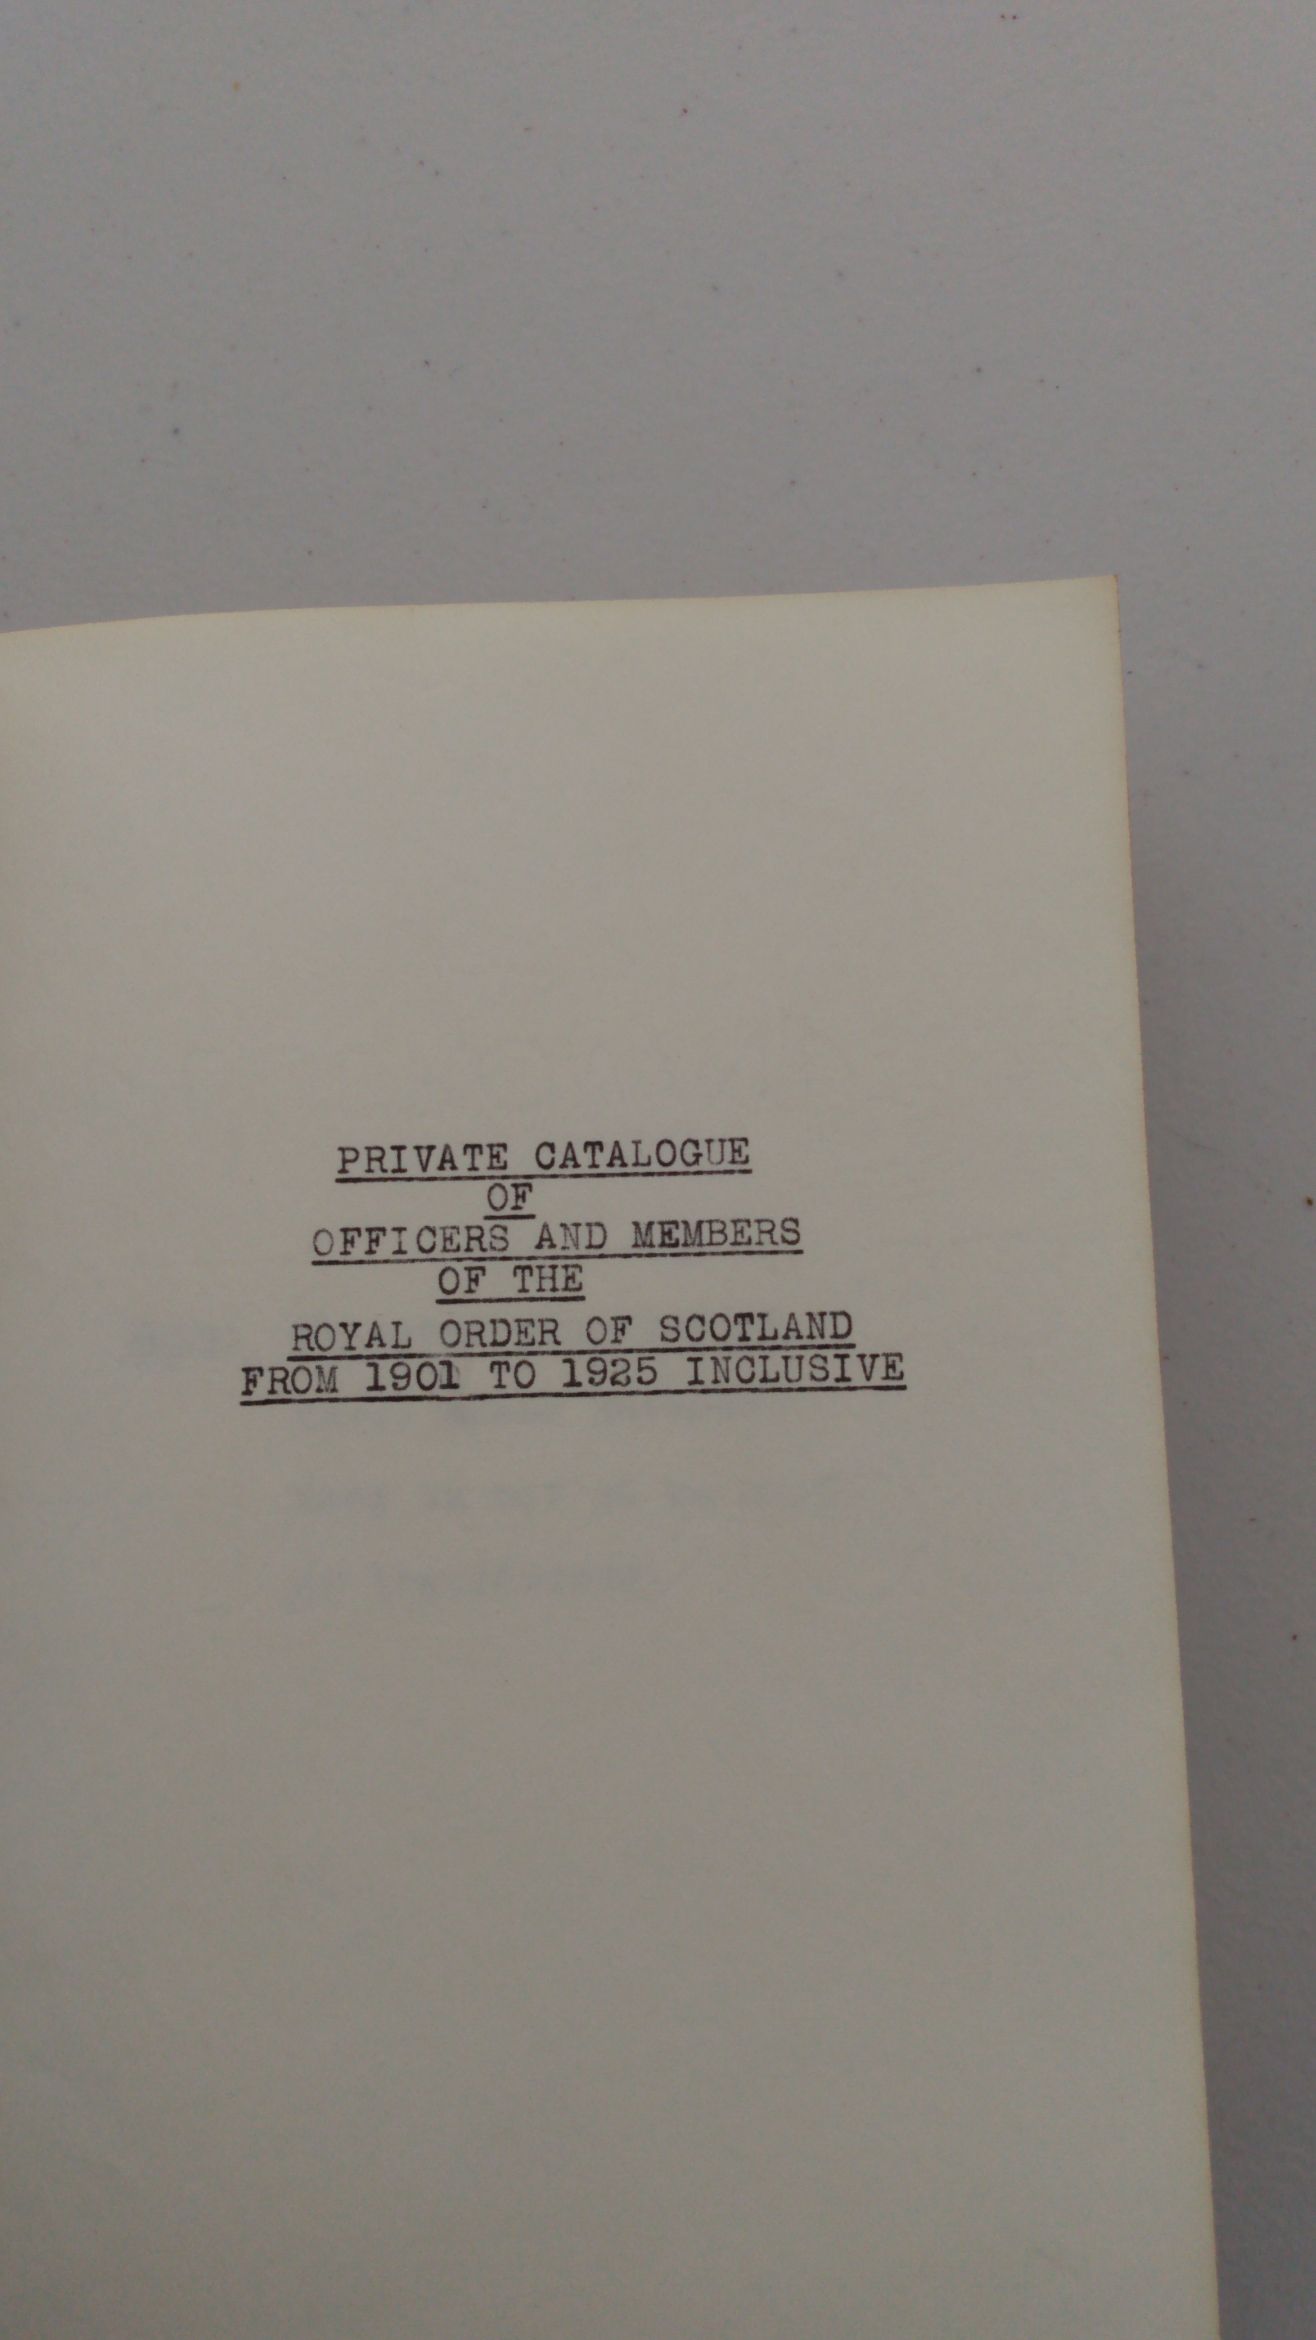 PRIVATE CATALOGUE
OF
OFFICERS AND MEMBERS
OF THE
ROYAL ORDER OF SCOTLAND
FROM 1901 TO 1925 INCLUSIVE